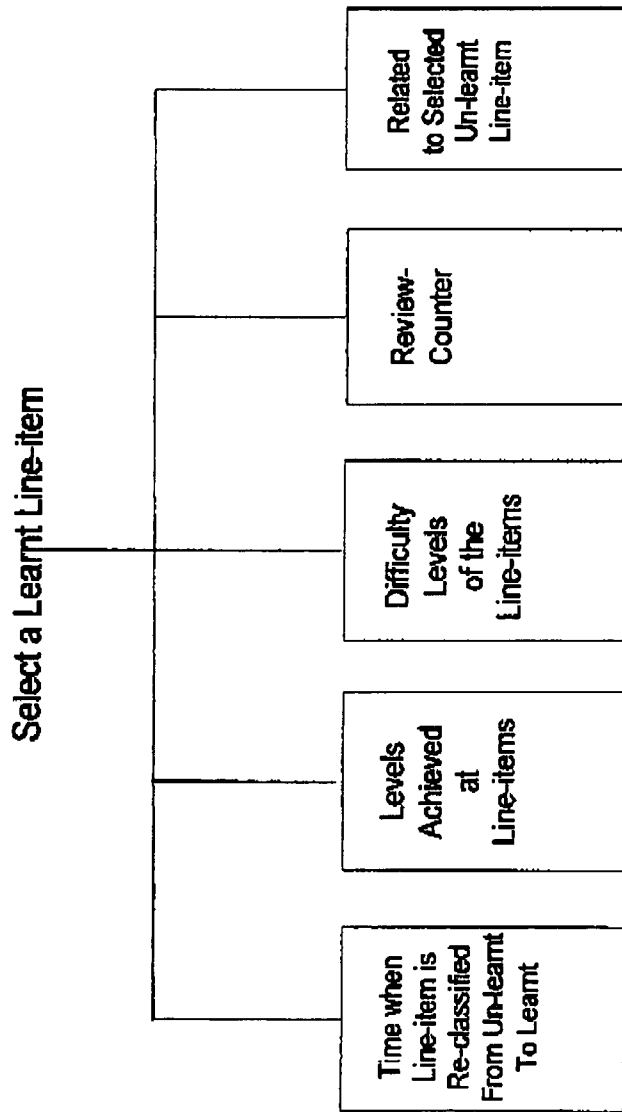 Select a Learnt Line-item
Time when
Line-item is
Re-classified
From Un-learnt
To Learnt
Levels
Achieved
at
Line-items
Difficulty
Levels
of the
Line-items
Review-
Counter
Related
to Selected
Un-learnt
Line-item